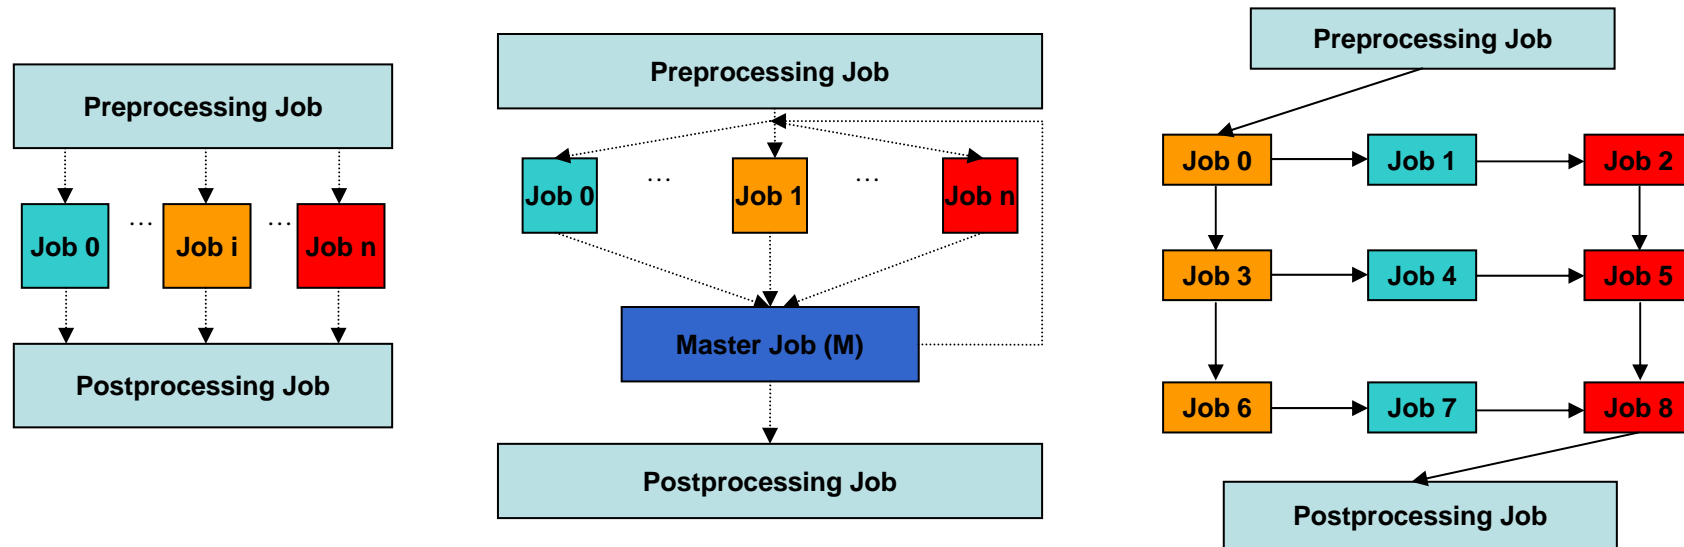 Preprocessing Job
Job 0
...
Job i
...
Job n
Postprocessing Job
Preprocessing Job
Job 0
...
Job 1
...
Job n
Master Job (M)
Postprocessing Job
Preprocessing Job
Job 0
Job 1
Job 2
Job 3
Job 4
Job 5
Job 6
Job 7
Job 8
Postprocessing Job